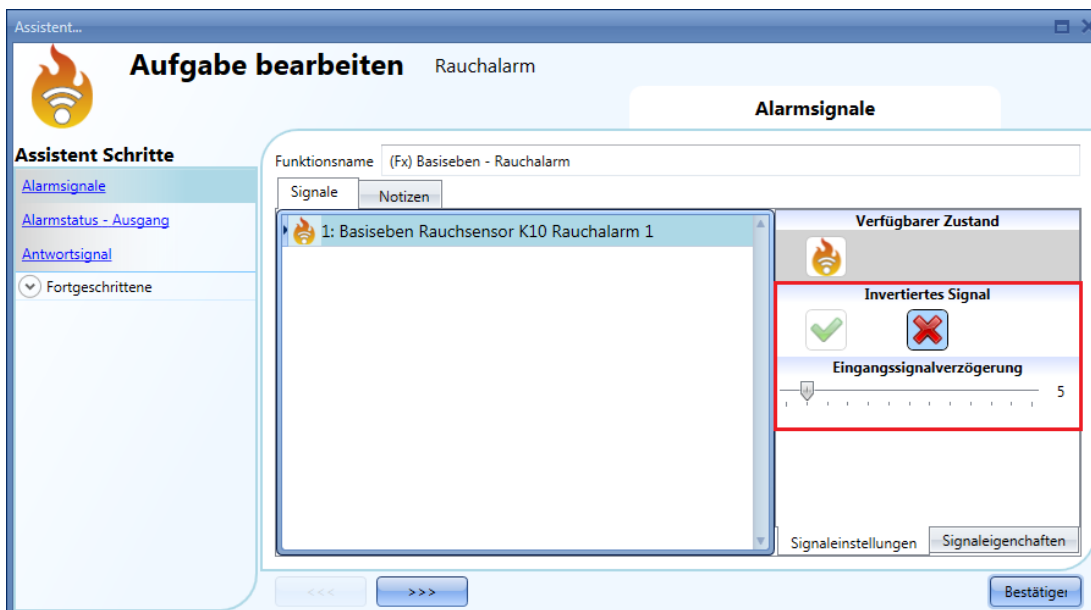 Assistent...
Aufgabe bearbeiten Rauchalarm
Alarmsignale
Assistent Schritte
Alarmsignale
Alarmstatus - Ausgang
Antwortsignal
Fortgeschrittene
Funktionsname (Fx) Basiseben - Rauchalarm
Signale Notizen
1: Basiseben Rauchsensor K10 Rauchalarm 1
Verfügbarer Zustand
Invertiertes Signal
Eingangssignalverzögerung
5
Signaleinstellungen Signaleigenchaften
<<< >>> Bestätiger